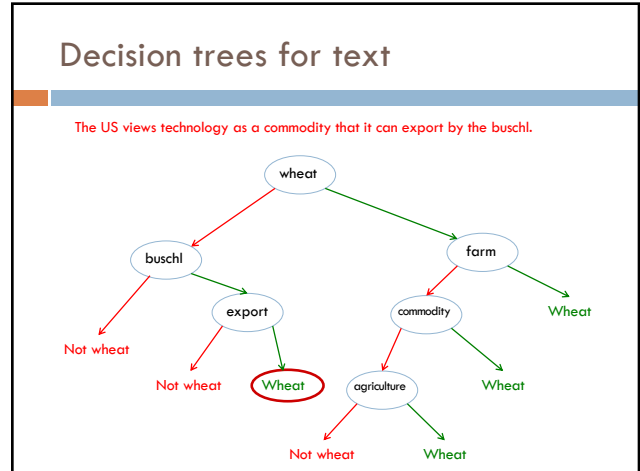 Decision trees for text
The US views technology as a commodity that it can export by the buschl.
wheat
buschl
farm
export
commodity
Wheat
Not wheat
Not wheat
Wheat
agriculture
Wheat
Not wheat
Wheat